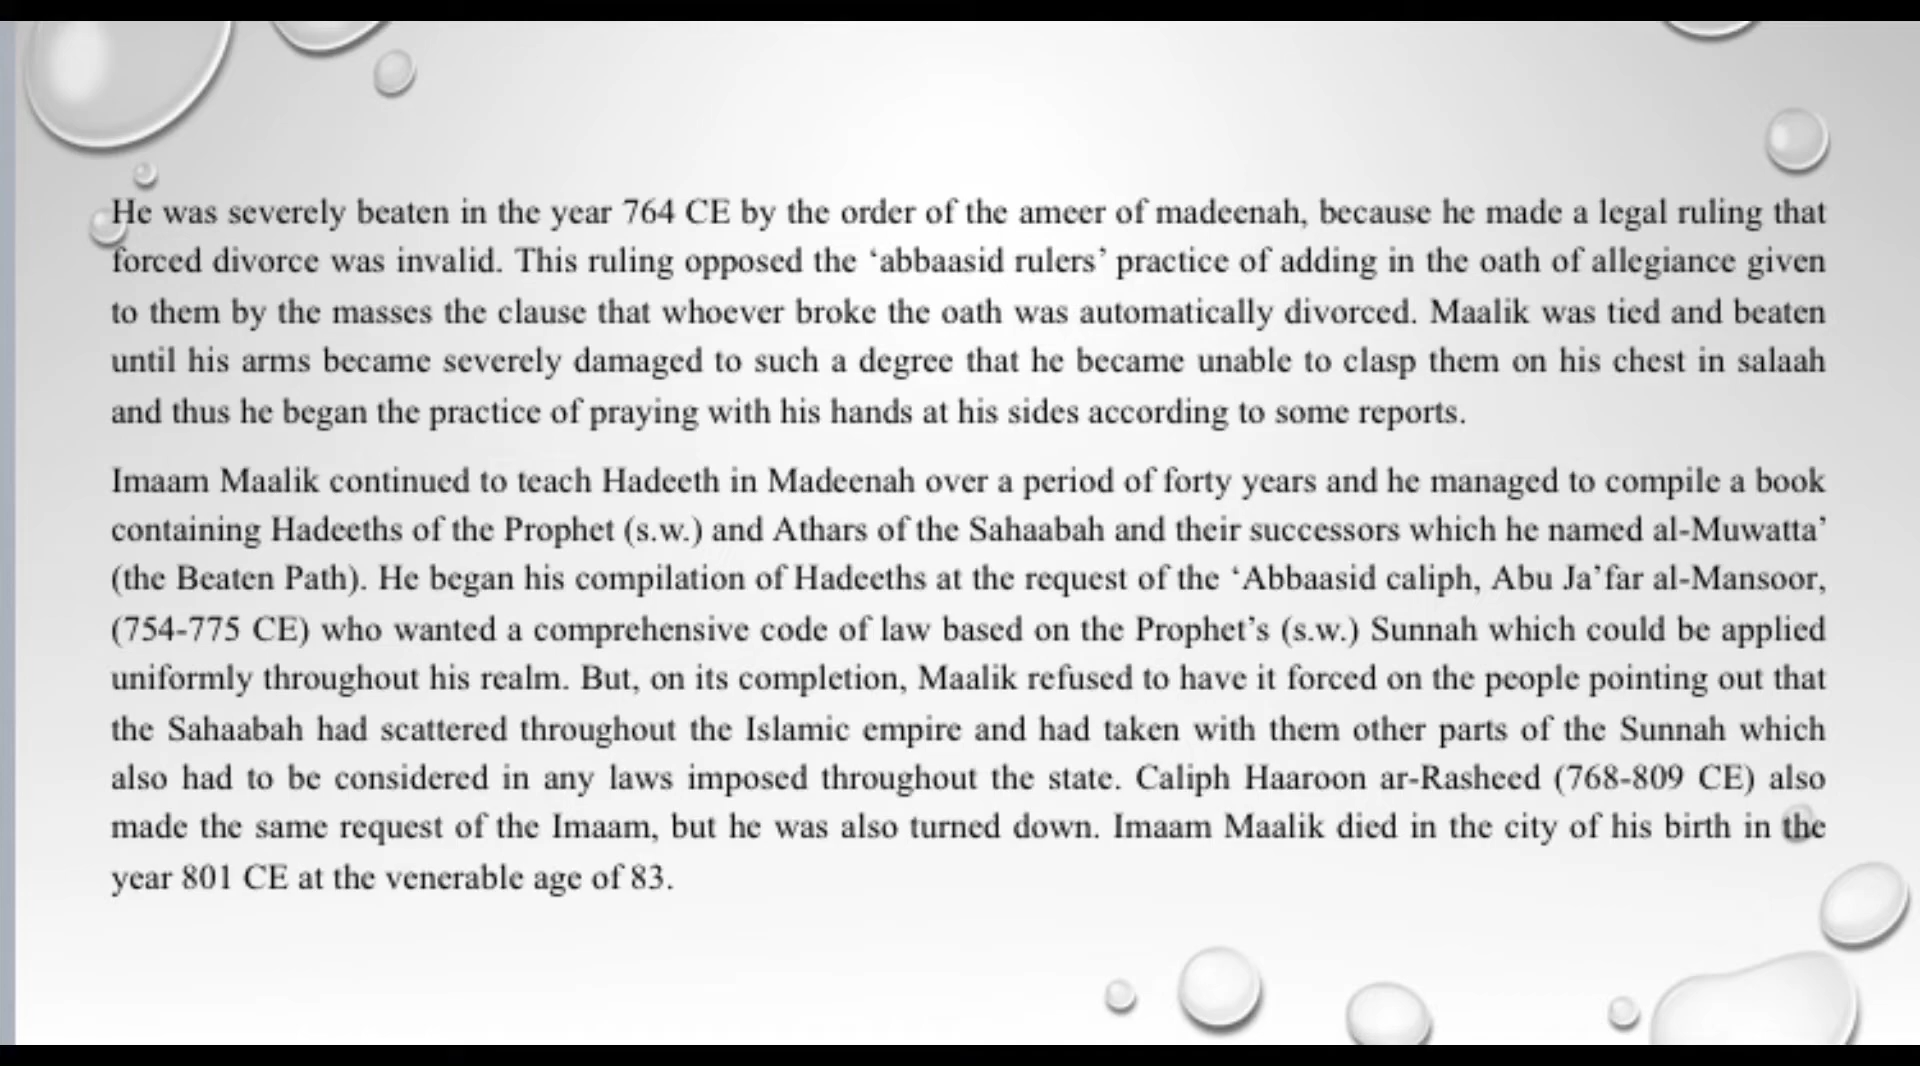 He was severely beaten in the year 764 CE by the order of the ameer of madeenah, because he made a legal ruling that
forced divorce was invalid. This ruling opposed the ‘abbaasid rulers’ practice of adding in the oath of allegiance given
to them by the masses the clause that whoever broke the oath was automatically divorced. Maalik was tied and beaten
until his arms became severely damaged to such a degree that he became unable to clasp them on his chest in salaah
and thus he began the practice of praying with his hands at his sides according to some reports.
Imaam Maalik continued to teach Hadeeth in Madeenah over a period of forty years and he managed to compile a book
containing Hadeeths of the Prophet (s.w.) and Athars of the Sahaabah and their successors which he named al-Muwatta’
(the Beaten Path). He began his compilation of Hadeeths at the request of the ‘Abbaasid caliph, Abu Ja’far al-Mansoor,
(754-775 CE) who wanted a comprehensive code of law based on the Prophet’s (s.w.) Sunnah which could be applied
uniformly throughout his realm. But, on its completion, Maalik refused to have it forced on the people pointing out that
the Sahaabah had scattered throughout the Islamic empire and had taken with them other parts of the Sunnah which
also had to be considered in any laws imposed throughout the state. Caliph Haaroon ar-Rasheed (768-809 CE) also
made the same request of the Imaam, but he was also turned down. Imaam Maalik died in the city of his birth in the
year 801 CE at the venerable age of 83.